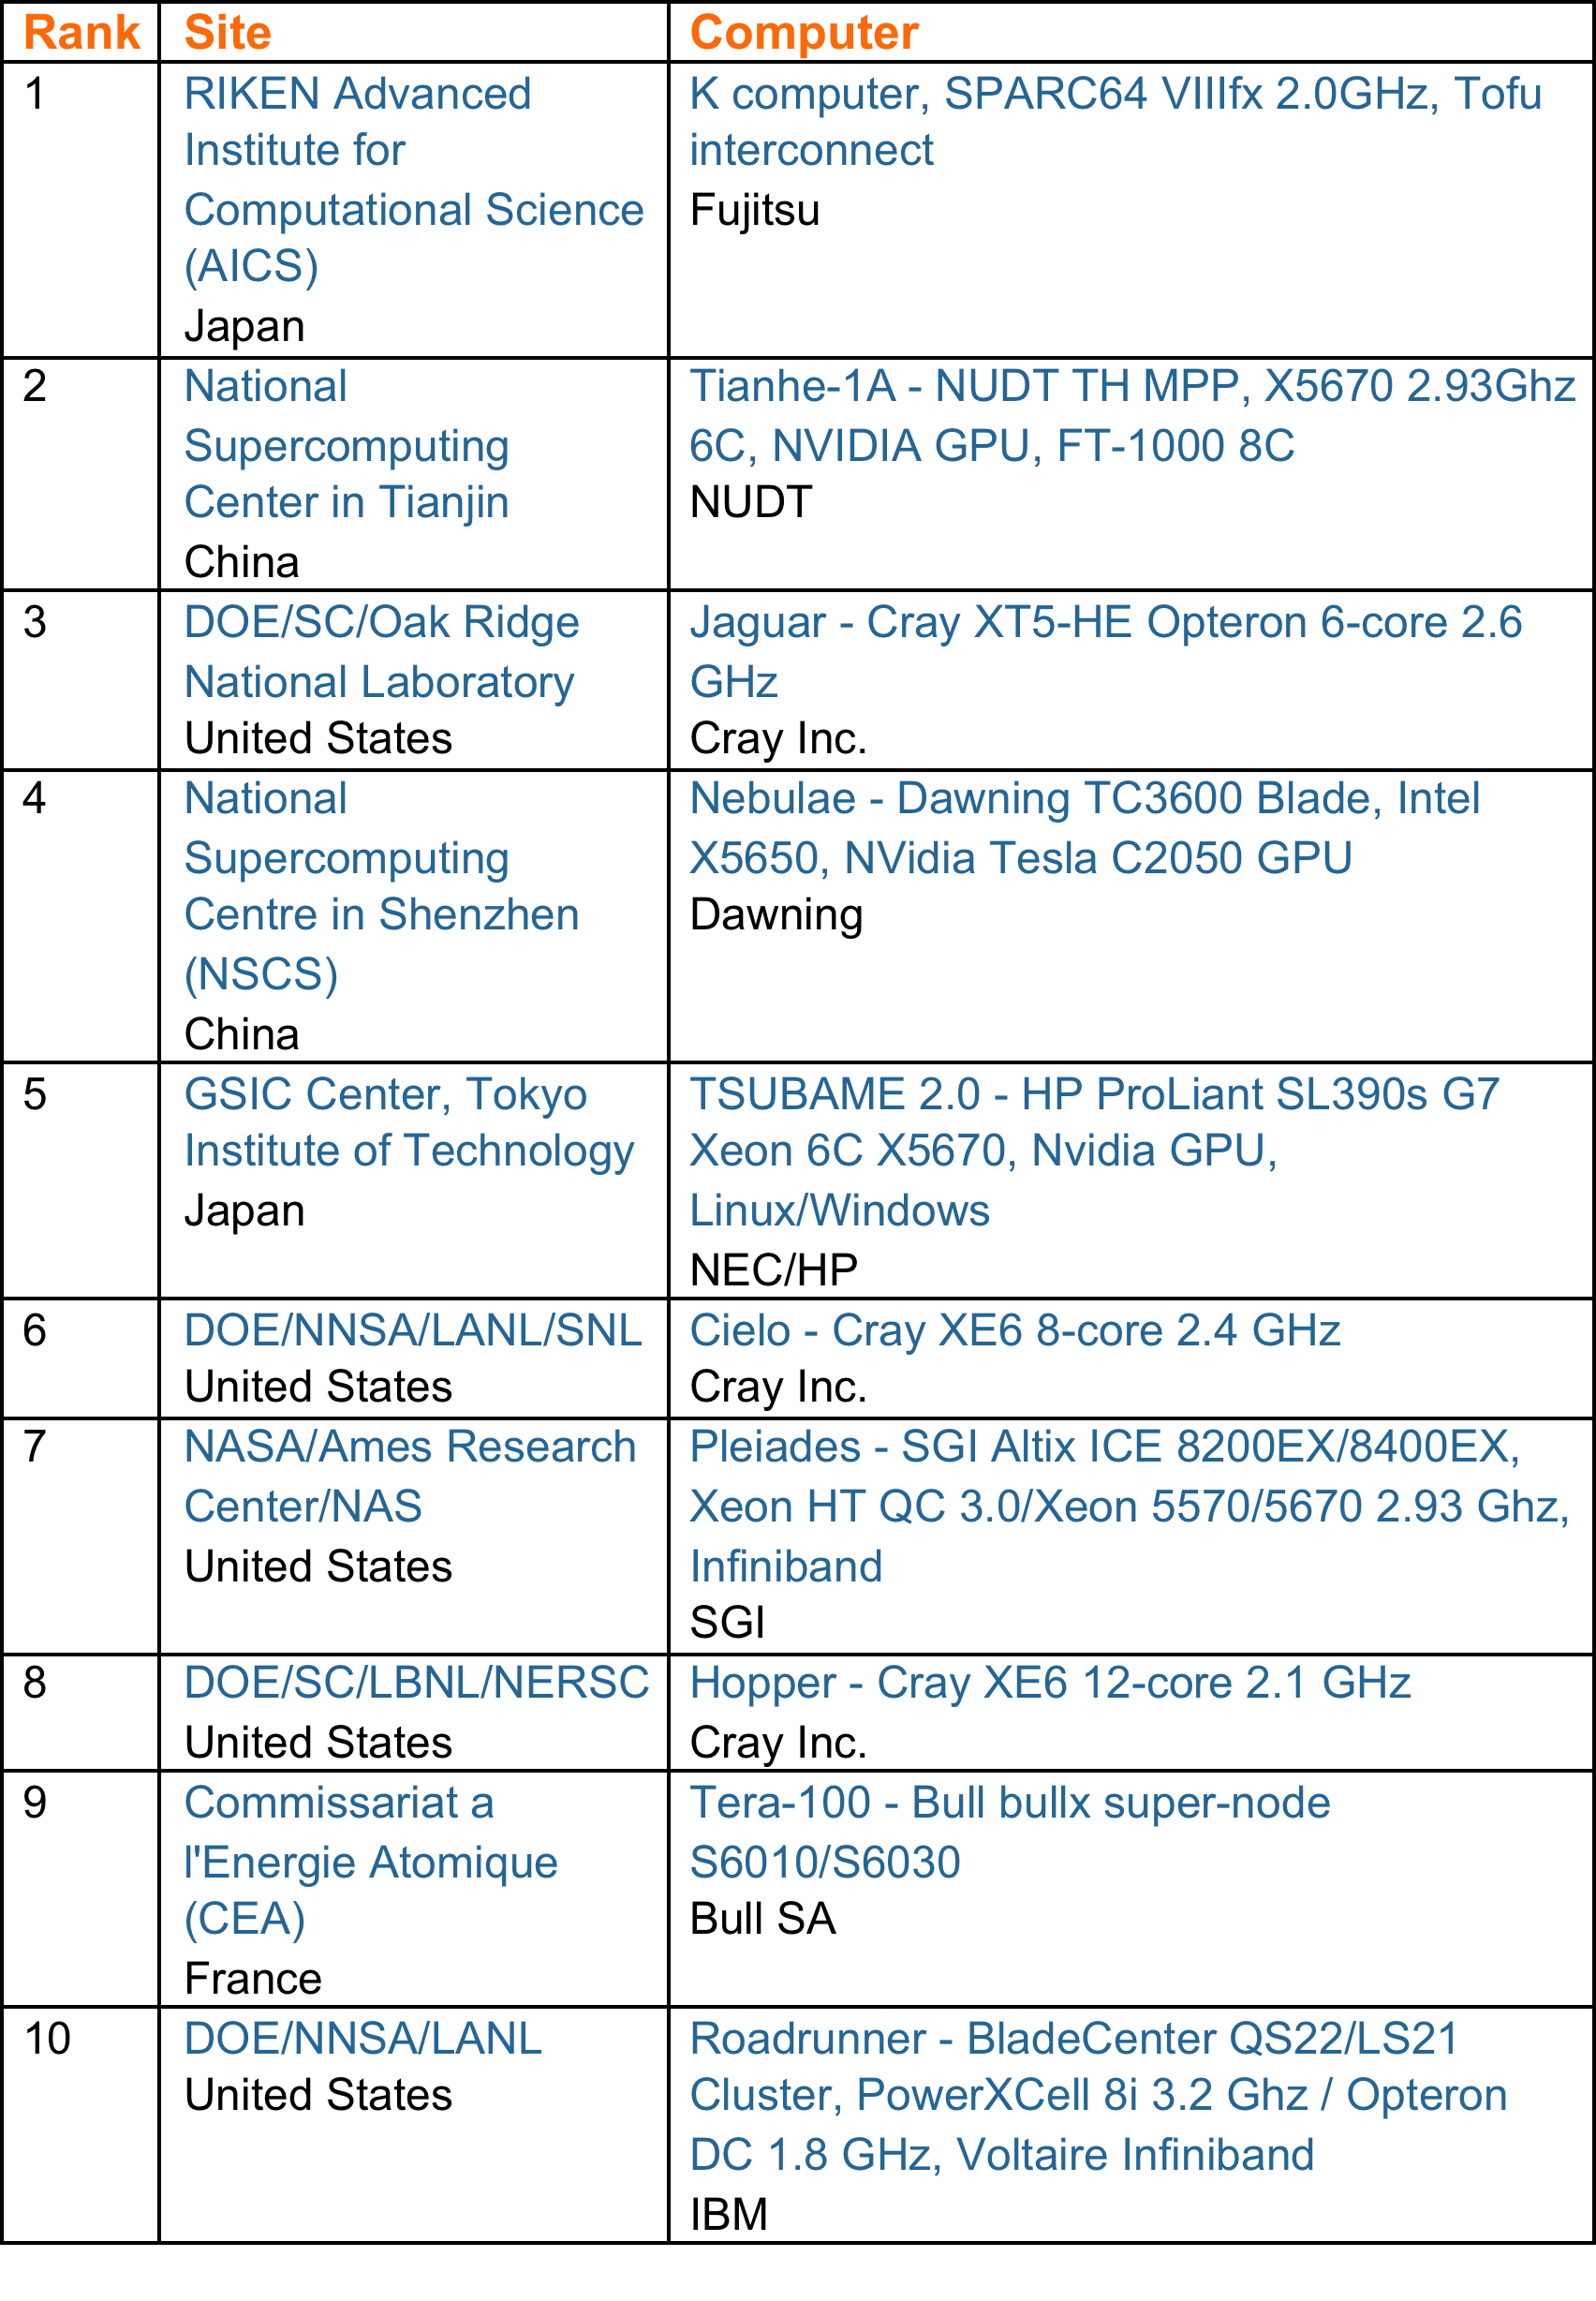 Rank Site Computer
1 RIKEN Advanced K computer, SPARC64 VIIIfx 2.0GHz, Tofu
Institute for interconnect
Computational Science Fujitsu
(AICS)
Japan
2 National Tianhe-1A - NUDT TH MPP, X5670 2.93Ghz
Supercomputing 6C, NVIDIA GPU, FT-1000 8C
Center in Tianjin NUDT
China
3 DOE/SC/Oak Ridge Jaguar - Cray XT5-HE Opteron 6-core 2.6
National Laboratory GHz
United States Cray Inc.
4 National Nebulae - Dawning TC3600 Blade, Intel
Supercomputing X5650, NVidia Tesla C2050 GPU
Centre in Shenzhen Dawning
(NSCS)
China
5 GSIC Center, Tokyo TSUBAME 2.0 - HP ProLiant SL390s G7
Institute of Technology Xeon 6C X5670, Nvidia GPU,
Japan Linux/Windows
NEC/HP
6 DOE/NNSA/LANL/SNL Cielo - Cray XE6 8-core 2.4 GHz
United States Cray Inc.
7 NASA/Ames Research Pleiades - SGI Altix ICE 8200EX/8400EX,
Center/NAS Xeon HT QC 3.0/Xeon 5570/5670 2.93 Ghz,
United States Infiniband
SGI
8 DOE/SC/LBNL/NERSC Hopper - Cray XE6 12-core 2.1 GHz
United States Cray Inc.
9 Commissariat a Tera-100 - Bull bullx super-node
l'Energie Atomique S6010/S6030
(CEA) Bull SA
France
10 DOE/NNSA/LANL Roadrunner - BladeCenter QS22/LS21
United States Cluster, PowerXCell 8i 3.2 Ghz / Opteron
DC 1.8 GHz, Voltaire Infiniband
IBM